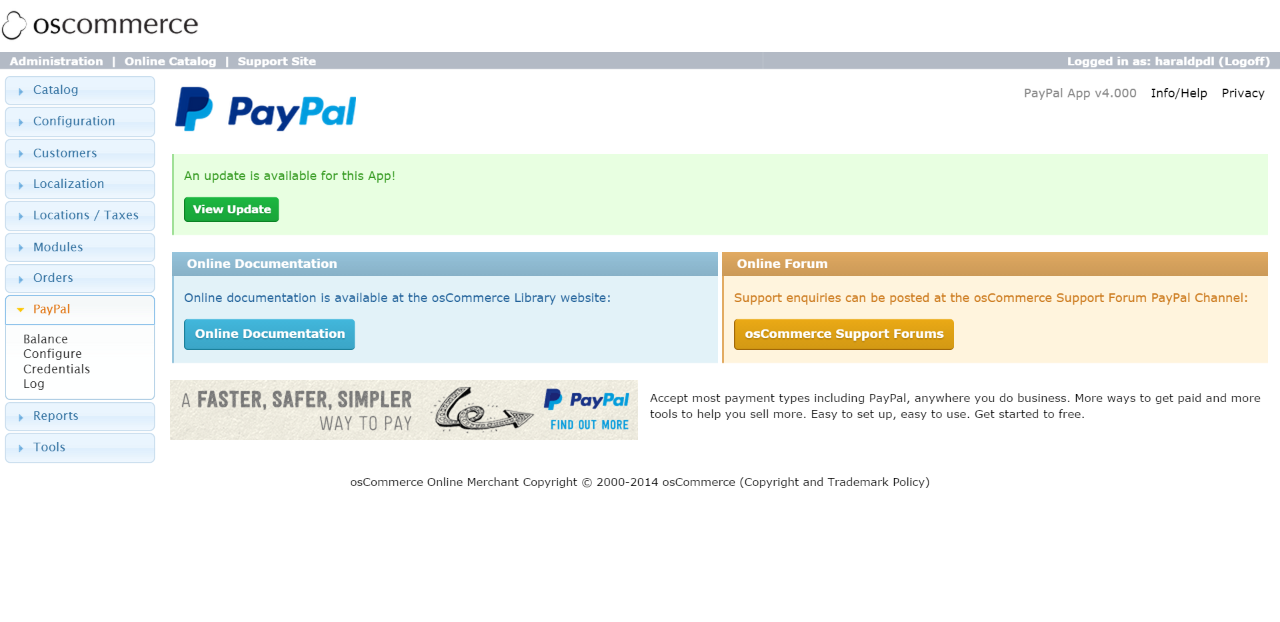 oscommerce
Administration | Online Catalog | Support Site
Logged in as: haraldpdl (Logoff)
Catalog
Configuration
Customers
Localization
Locations / Taxes
Modules
Orders
PayPal
Balance
Configure
Credentials
Log
Reports
Tools
PayPal
PayPal App v4.000 Info/Help Privacy
An update is available for this App!
View Update
Online Documentation
Online documentation is available at the osCommerce Library website:
Online Documentation
Online Forum
Support enquiries can be posted at the osCommerce Support Forum PayPal Channel:
osCommerce Support Forums
A FASTER, SAFER, SIMPLER
WAY TO PAY
PayPal
FIND OUT MORE
Accept most payment types including PayPal, anywhere you do business. More ways to get paid and more
tools to help you sell more. Easy to set up, easy to use. Get started to free.
osCommerce Online Merchant Copyright © 2000-2014 osCommerce (Copyright and Trademark Policy)